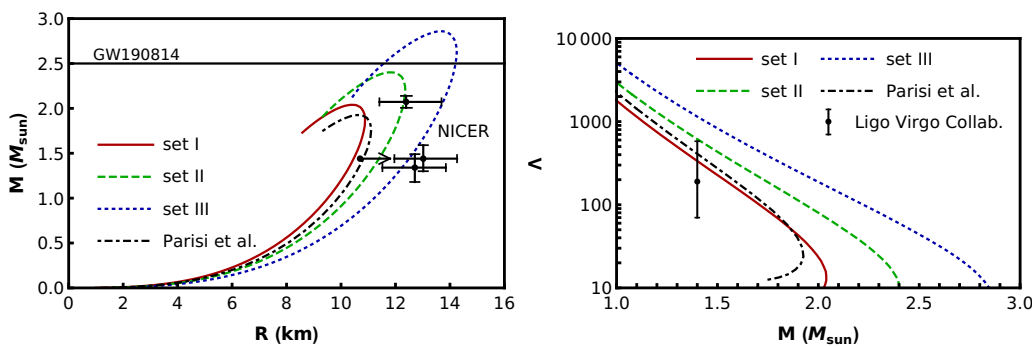 3.0
GW190814
2.5
2.0
NICER
1.5
set I
1.0
set II
set III
0.5
Parisi et al.
0.0
0 2 4 6 8 10 12 14 16
M (M_sun)
R (km)
10 000
set I set III
set II Parisi et al.
1000
Ligo Virgo Collab.
Λ
100
10
1.0 1.5 2.0 2.5 3.0
M (M_sun)